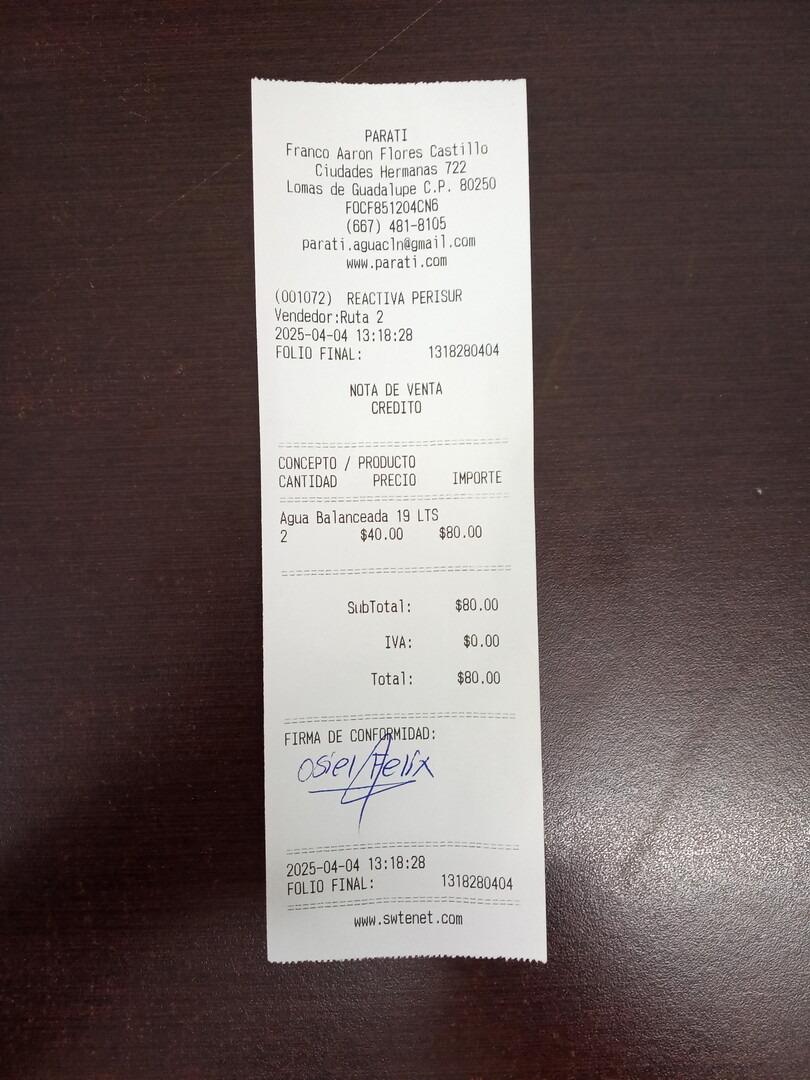 PARATI
Franco Aaron Flores Castillo
Ciudades Hermanas 722
Lomas de Guadalupe C.P. 80250
FOCF851204CN6
(667) 481-8105
parati.aguacln@gmail.com
www.parati.com
(001072) REACTIVA PERISUR
Vendedor:Ruta 2
2025-04-04 13:18:28
FOLIO FINAL: 1318280404
NOTA DE VENTA
CREDITO
CONCEPTO / PRODUCTO
CANTIDAD PRECIO IMPORTE
Agua Balanceada 19 LTS
2 $40.00 $80.00
SubTotal: $80.00
IVA: $0.00
Total: $80.00
FIRMA DE CONFORMIDAD:
Osiel Felix
2025-04-04 13:18:28
FOLIO FINAL: 1318280404
www.swtenet.com